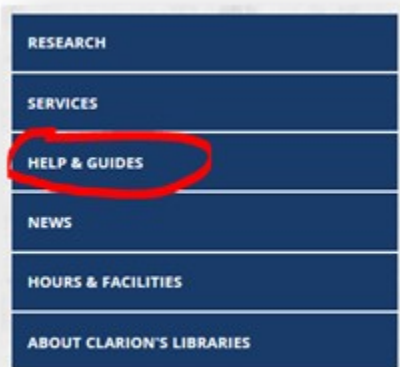 RESEARCH
SERVICES
HELP & GUIDES
NEWS
HOURS & FACILITIES
ABOUT CLARION'S LIBRARIES